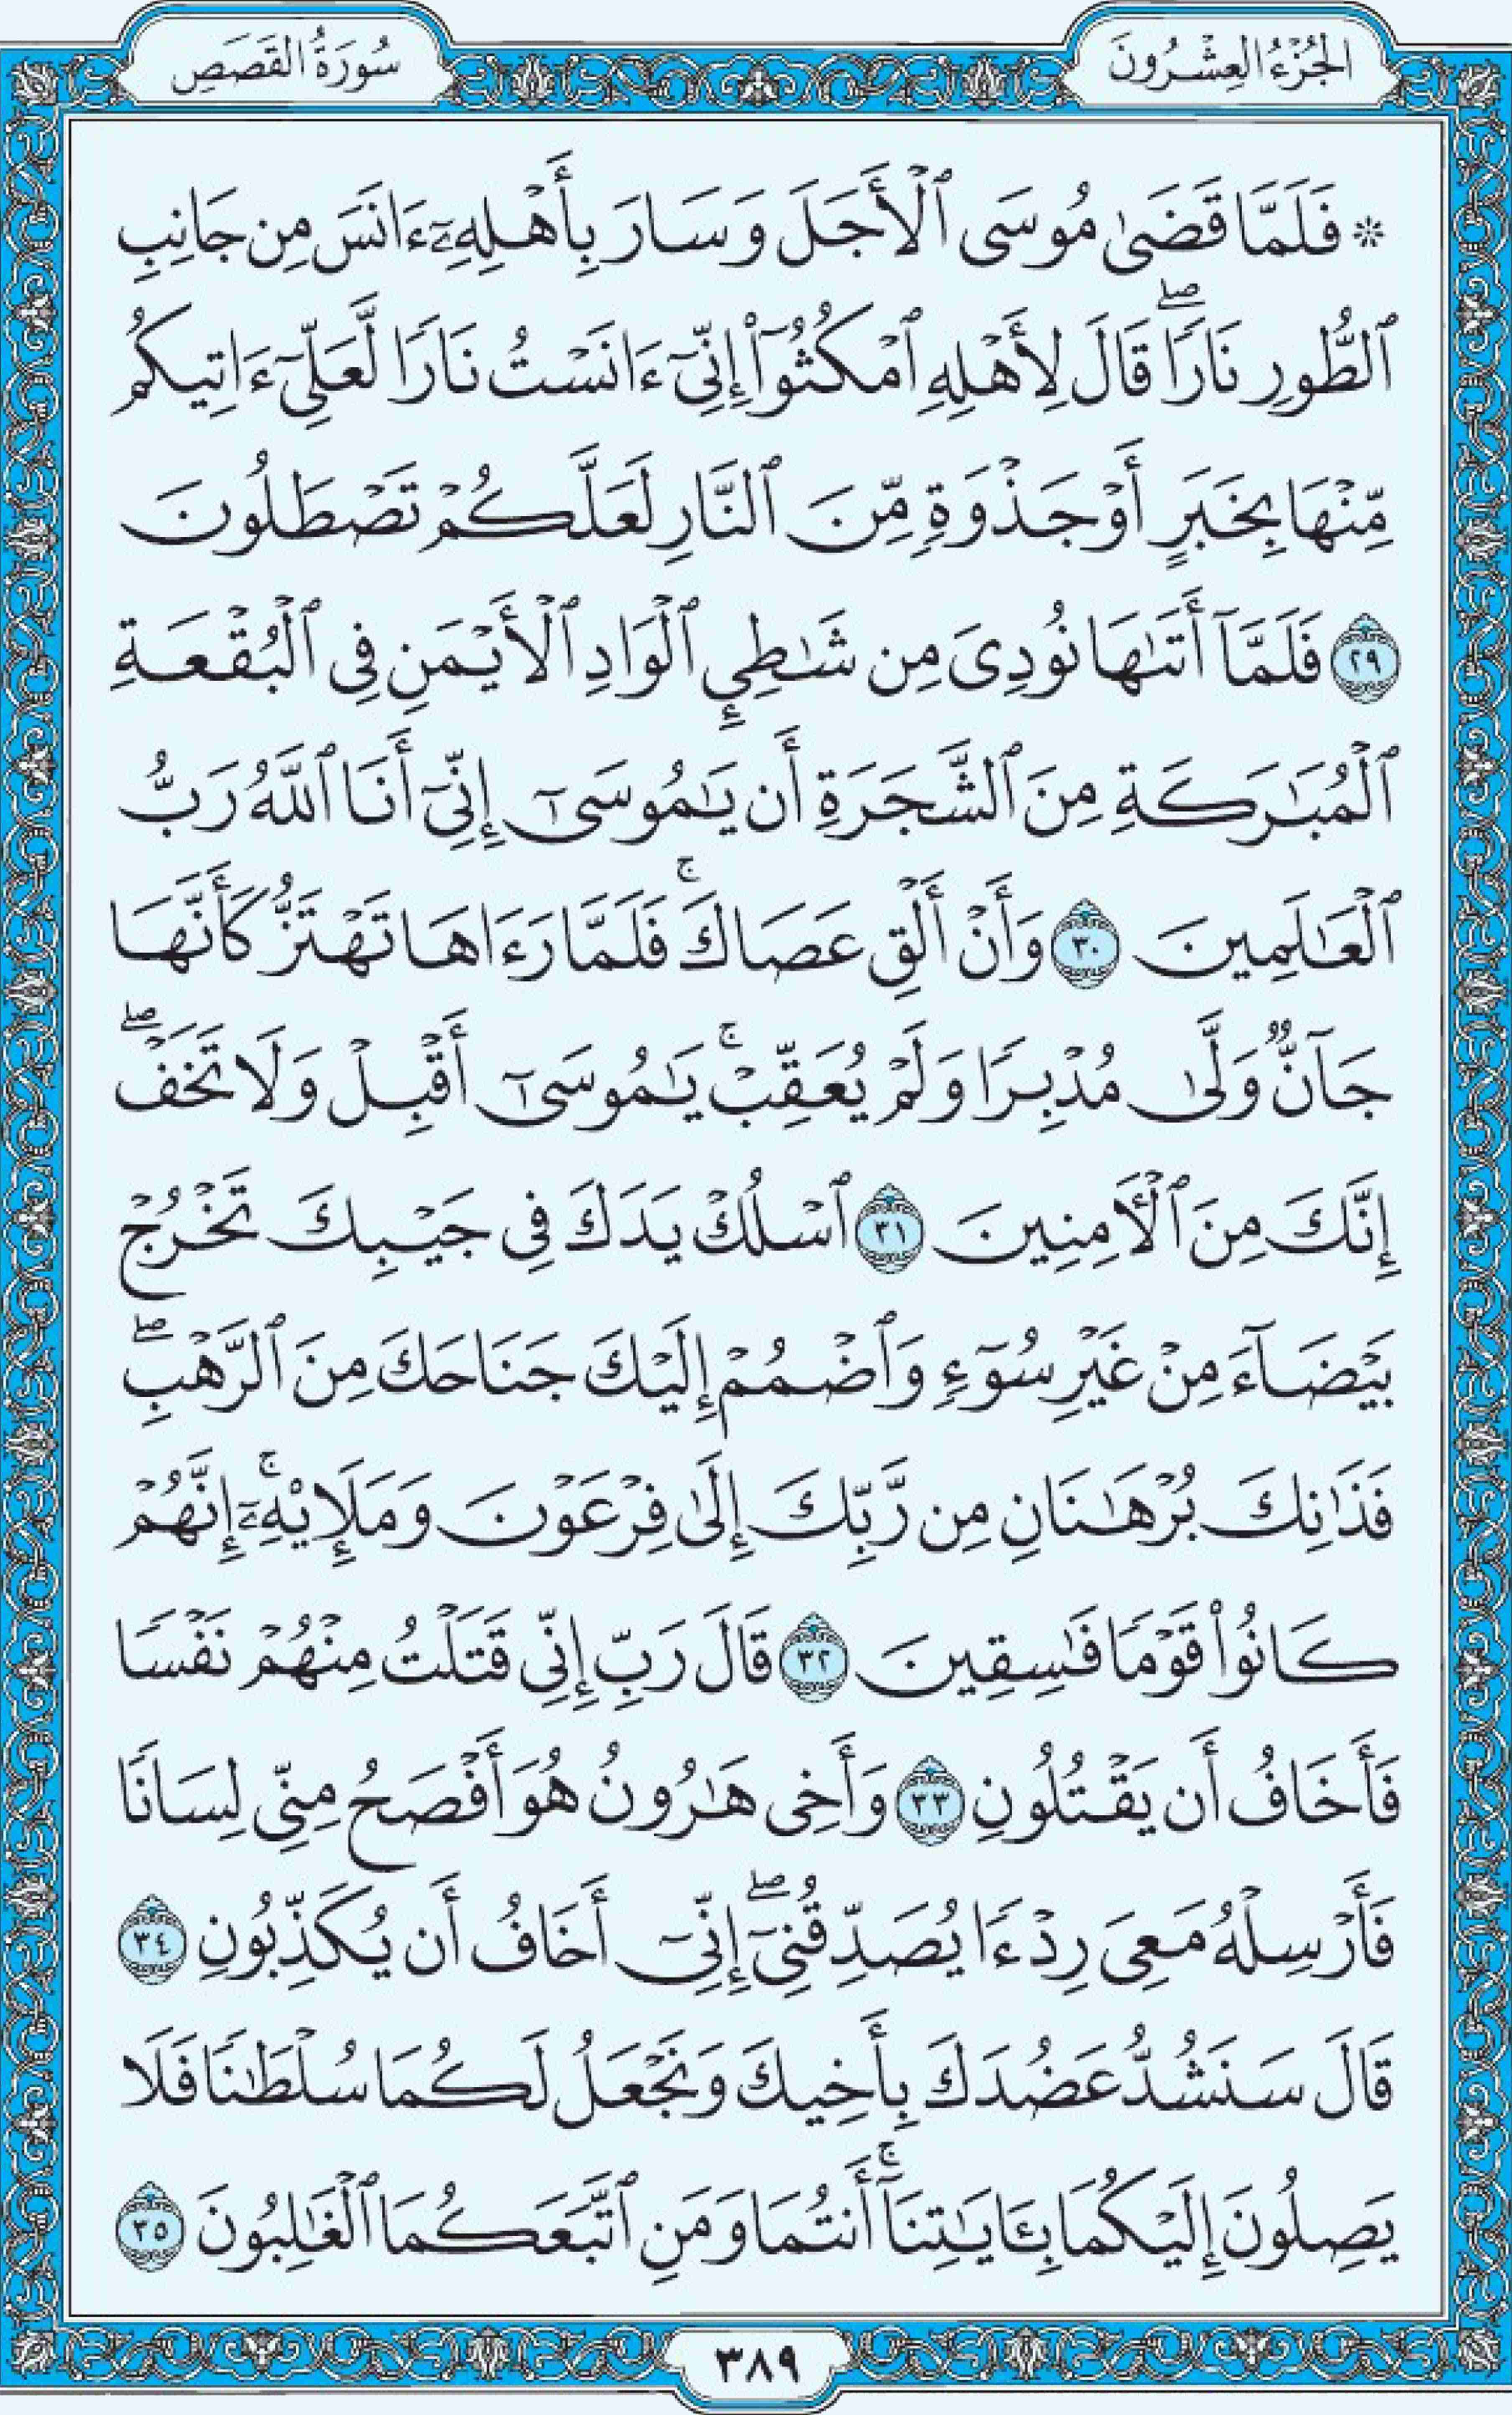 الجُزْءُ العِشْرُونَ
سُورَةُ القَصَصِ
۞ فَلَمَّا قَضَىٰ مُوسَى ٱلْأَجَلَ وَسَارَ بِأَهْلِهِۦٓ ءَانَسَ مِن جَانِبِ
ٱلطُّورِ نَارًاۖ قَالَ لِأَهْلِهِ ٱمْكُثُوٓا۟ إِنِّىٓ ءَانَسْتُ نَارًا لَّعَلِّىٓ ءَاتِيكُم
مِّنْهَا بِخَبَرٍ أَوْ جَذْوَةٍ مِّنَ ٱلنَّارِ لَعَلَّكُمْ تَصْطَلُونَ
٢٩ فَلَمَّآ أَتَىٰهَا نُودِىَ مِن شَٰطِئِ ٱلْوَادِ ٱلْأَيْمَنِ فِى ٱلْبُقْعَةِ
ٱلْمُبَٰرَكَةِ مِنَ ٱلشَّجَرَةِ أَن يَٰمُوسَىٰٓ إِنِّىٓ أَنَا ٱللَّهُ رَبُّ
ٱلْعَٰلَمِينَ ٣٠ وَأَنْ أَلْقِ عَصَاكَۚ فَلَمَّا رَءَاهَا تَهْتَزُّ كَأَنَّهَا
جَآنٌّ وَلَّىٰ مُدْبِرًا وَلَمْ يُعَقِّبْۚ يَٰمُوسَىٰٓ أَقْبِلْ وَلَا تَخَفْۖ
إِنَّكَ مِنَ ٱلْءَامِنِينَ ٣١ ٱسْلُكْ يَدَكَ فِى جَيْبِكَ تَخْرُجْ
بَيْضَآءَ مِنْ غَيْرِ سُوٓءٍ وَٱضْمُمْ إِلَيْكَ جَنَاحَكَ مِنَ ٱلرَّهْبِۖ
فَذَٰنِكَ بُرْهَٰنَانِ مِن رَّبِّكَ إِلَىٰ فِرْعَوْنَ وَمَلَإِي۟هِۦٓۚ إِنَّهُمْ
كَانُوا۟ قَوْمًا فَٰسِقِينَ ٣٢ قَالَ رَبِّ إِنِّى قَتَلْتُ مِنْهُمْ نَفْسًا
فَأَخَافُ أَن يَقْتُلُونِ ٣٣ وَأَخِى هَٰرُونُ هُوَ أَفْصَحُ مِنِّى لِسَانًا
فَأَرْسِلْهُ مَعِىَ رِدْءًا يُصَدِّقُنِىٓۖ إِنِّىٓ أَخَافُ أَن يُكَذِّبُونِ ٣٤
قَالَ سَنَشُدُّ عَضُدَكَ بِأَخِيكَ وَنَجْعَلُ لَكُمَا سُلْطَٰنًا فَلَا
يَصِلُونَ إِلَيْكُمَا بِـَٔايَٰتِنَآۚ أَنتُمَا وَمَنِ ٱتَّبَعَكُمَا ٱلْغَٰلِبُونَ ٣٥
٣٨٩